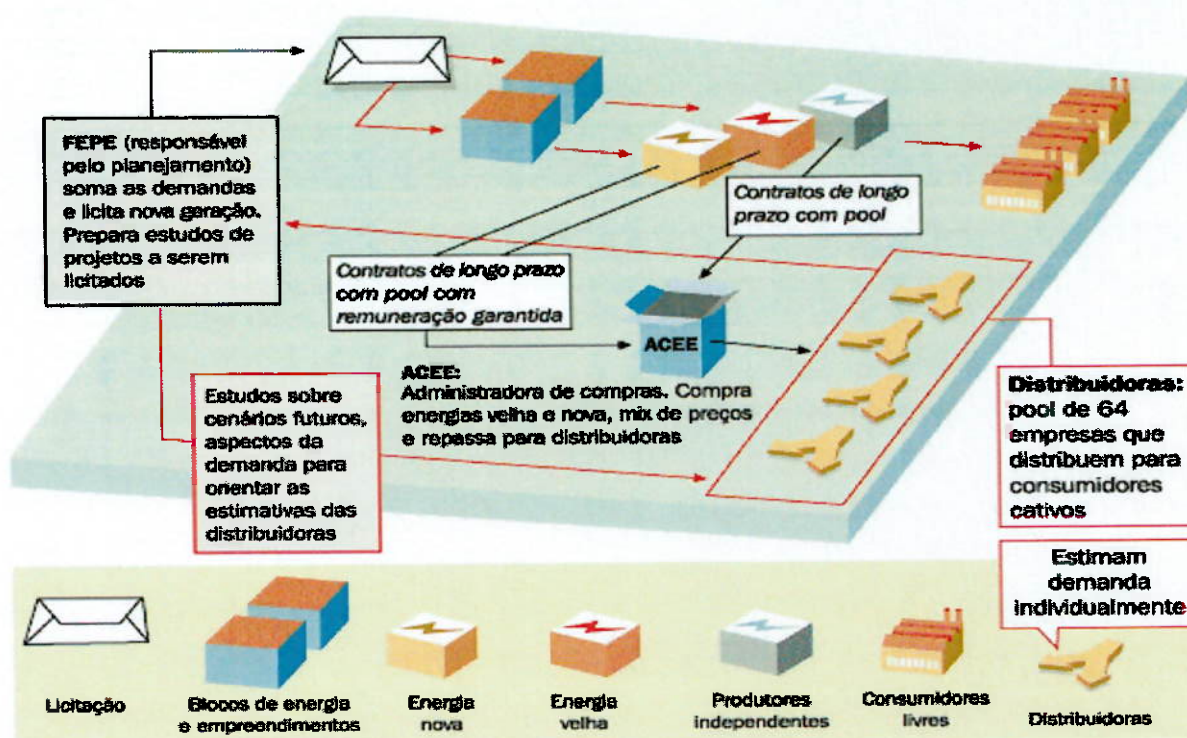 FEPE (responsável
pelo planejamento)
soma as demandas
e licita nova geração.
Prepara estudos de
projetos a serem
licitados
Contratos de longo
prazo com pool
Contratos de longo prazo
com pool com
remuneração garantida
ACEE
ACEE:
Administradora de compras. Compra
energias velha e nova, mix de preços
e repassa para distribuidoras
Estudos sobre
cenários futuros,
aspectos da
demanda para
orientar as
estimativas das
distribuidoras
Distribuidoras:
pool de 64
empresas que
distribuem para
consumidores
cativos
Estimam
demanda
individualmente
Licitação
Blocos de energia
e empreendimentos
Energia
nova
Energia
velha
Produtores
independentes
Consumidores
livres
Distribuidoras